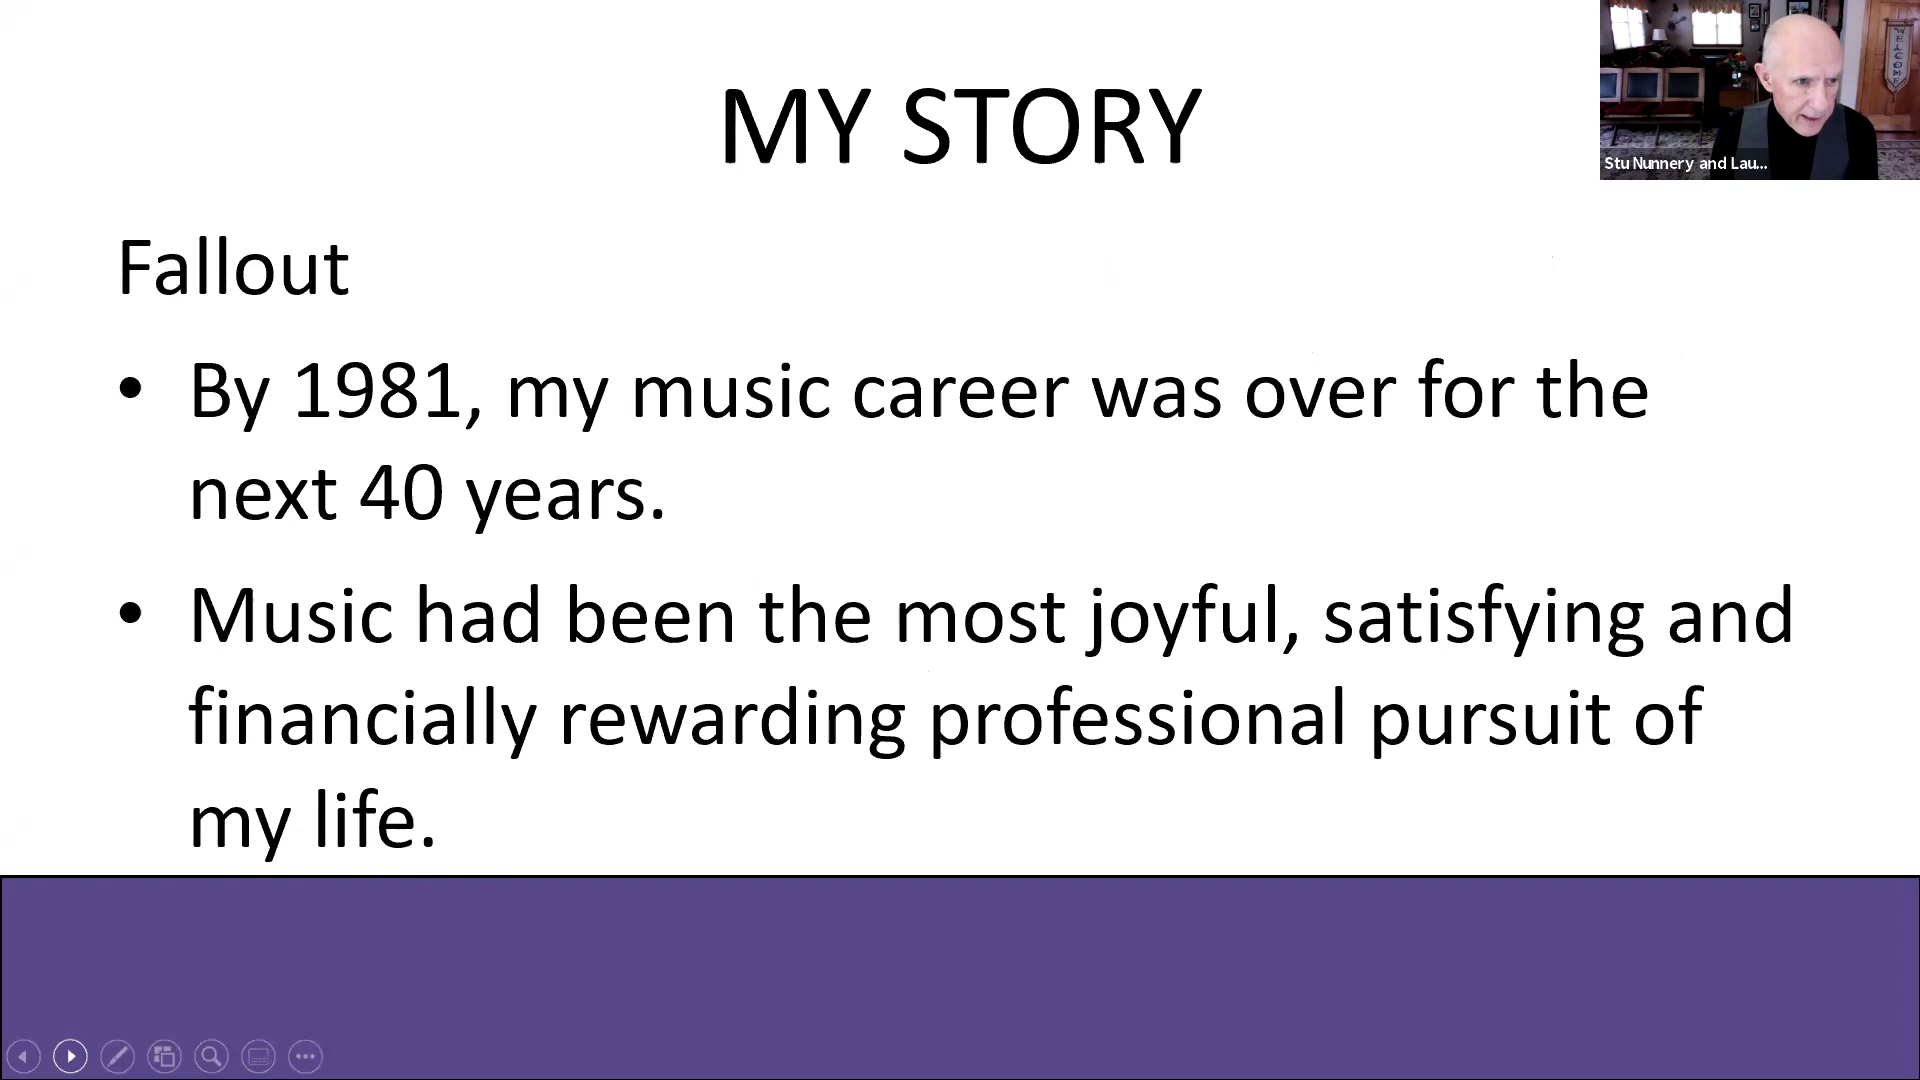 MY STORY
WELCOME
Stu Nunnery and Lau...
Fallout
• By 1981, my music career was over for the
next 40 years.
• Music had been the most joyful, satisfying and
financially rewarding professional pursuit of
my life.